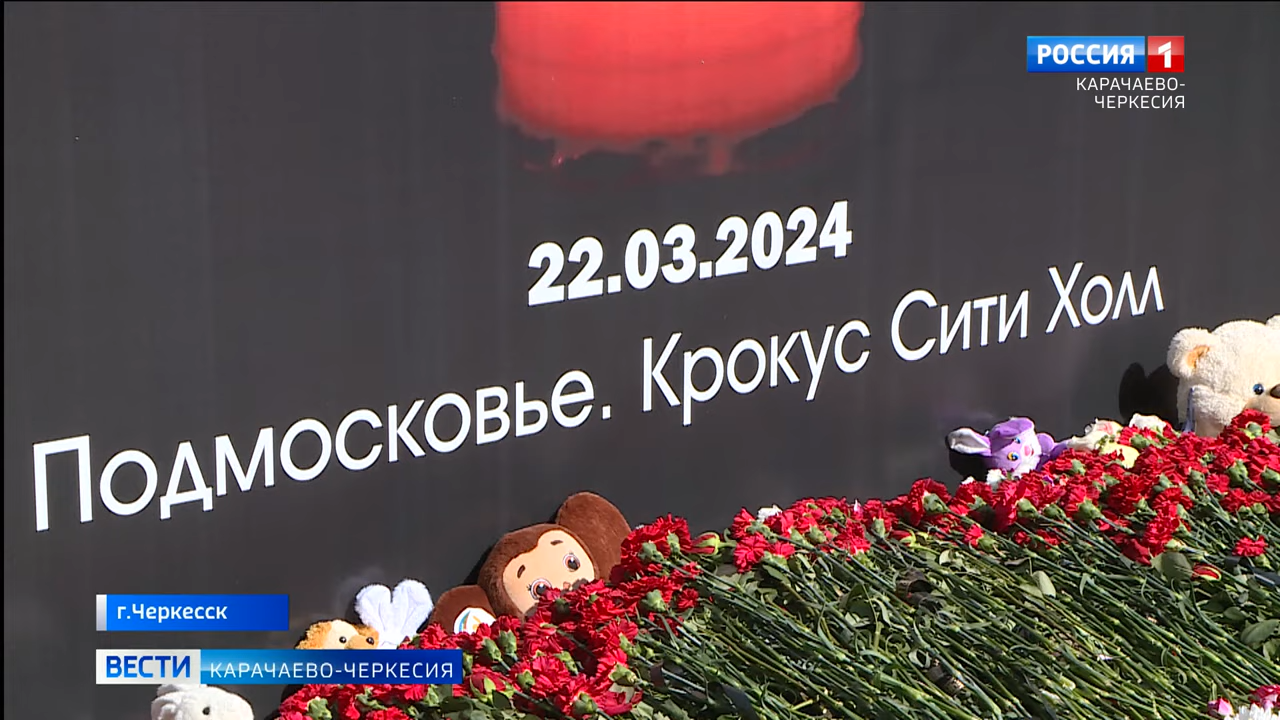 РОССИЯ 1
КАРАЧАЕВО-
ЧЕРКЕСИЯ
22.03.2024
Подмосковье. Крокус Сити Холл
г.Черкесск
ВЕСТИ КАРАЧАЕВО-ЧЕРКЕСИЯ